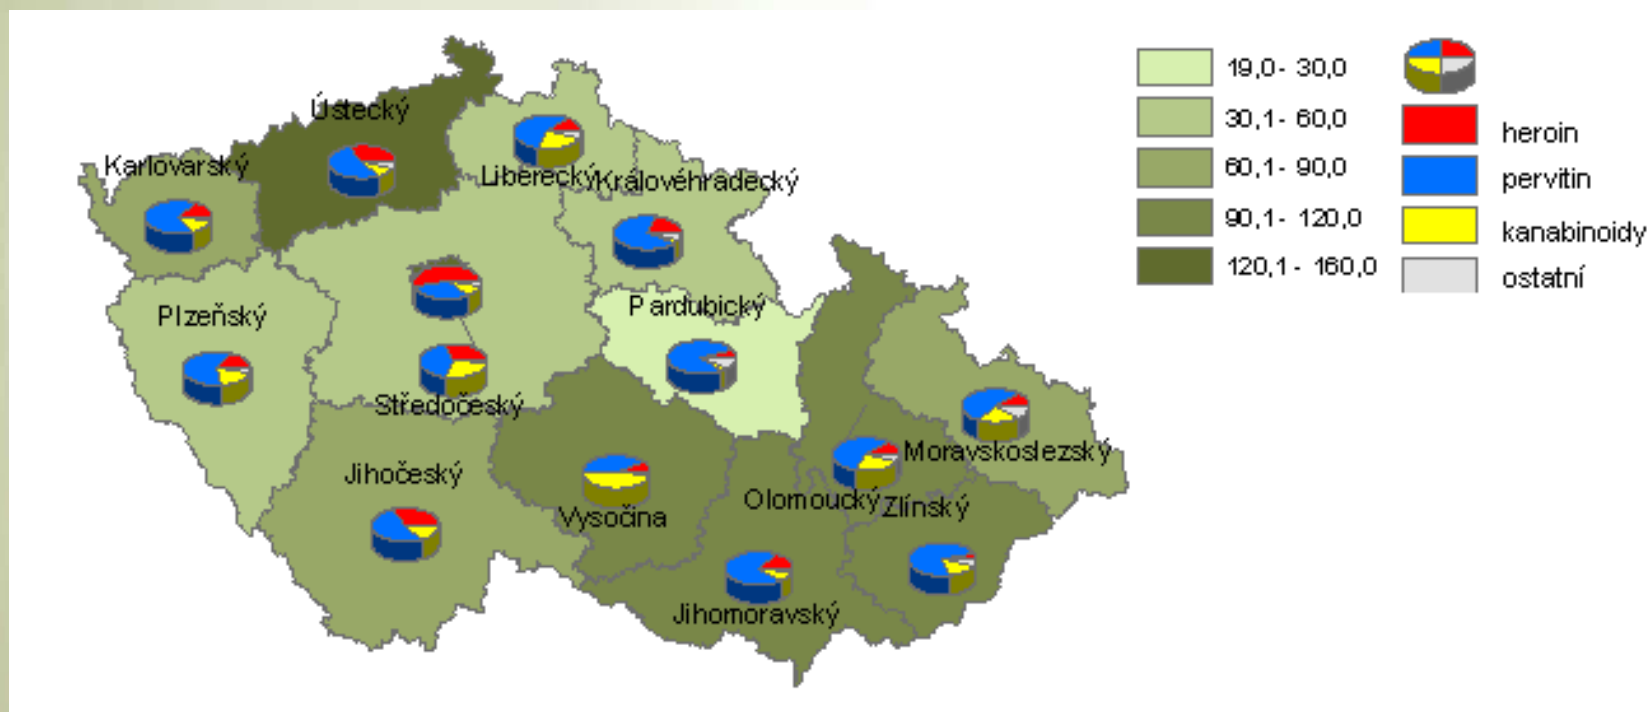 Ústecký
Karlovarský
Liberecký
Královéhradecký
Plzeňský
Pardubický
Středočeský
Jihočeský
Vysočina
Olomoucký
Moravskoslezský
Zlínský
Jihomoravský
19,0 - 30,0
30,1 - 60,0
60,1 - 90,0
90,1 - 120,0
120,1 - 160,0
heroin
pervitin
kanabinoidy
ostatní